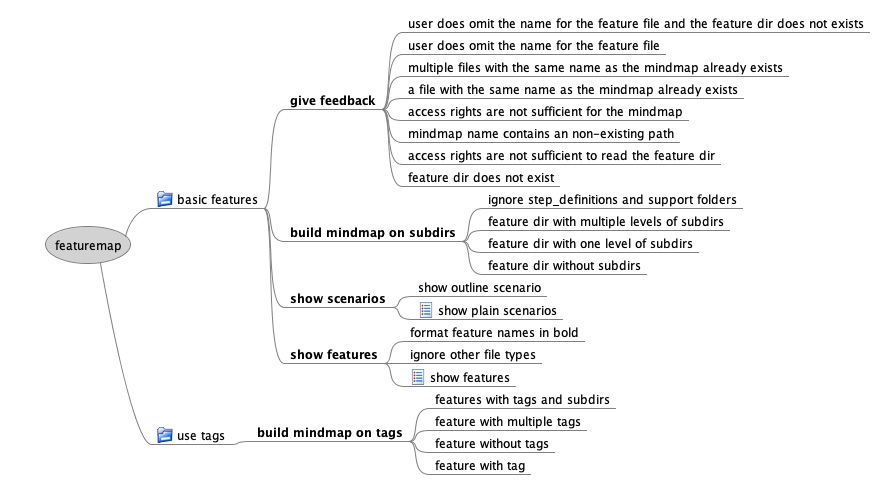 featuremap
basic features
give feedback
user does omit the name for the feature file and the feature dir does not exists
user does omit the name for the feature file
multiple files with the same name as the mindmap already exists
a file with the same name as the mindmap already exists
access rights are not sufficient for the mindmap
mindmap name contains an non-existing path
access rights are not sufficient to read the feature dir
feature dir does not exist
build mindmap on subdirs
ignore step_definitions and support folders
feature dir with multiple levels of subdirs
feature dir with one level of subdirs
feature dir without subdirs
show scenarios
show outline scenario
show plain scenarios
show features
format feature names in bold
ignore other file types
show features
use tags
build mindmap on tags
features with tags and subdirs
feature with multiple tags
feature without tags
feature with tag